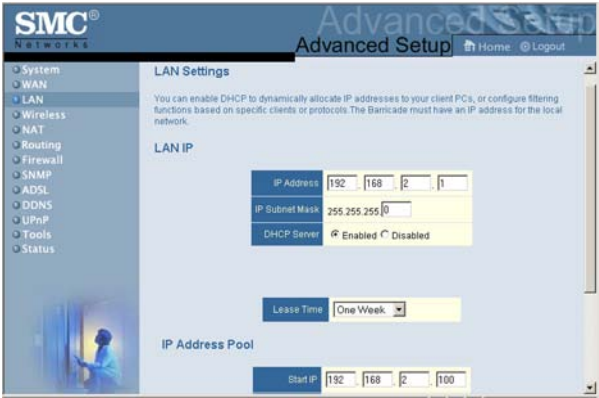 SMC®
Networks
Advanced Setup
Advanced Setup
Home
Logout
System
WAN
LAN
Wireless
NAT
Routing
Firewall
SNMP
ADSL
DDNS
UPnP
Tools
Status
LAN Settings
You can enable DHCP to dynamically allocate IP addresses to your client PCs, or configure filtering
functions based on specific clients or protocols.The Barricade must have an IP address for the local
network.
LAN IP
IP Address 192 . 168 . 2 . 1
IP Subnet Mask 255.255.255.0
DHCP Server Enabled Disabled
Lease Time One Week
IP Address Pool
Start IP 192 . 168 . 2 . 100